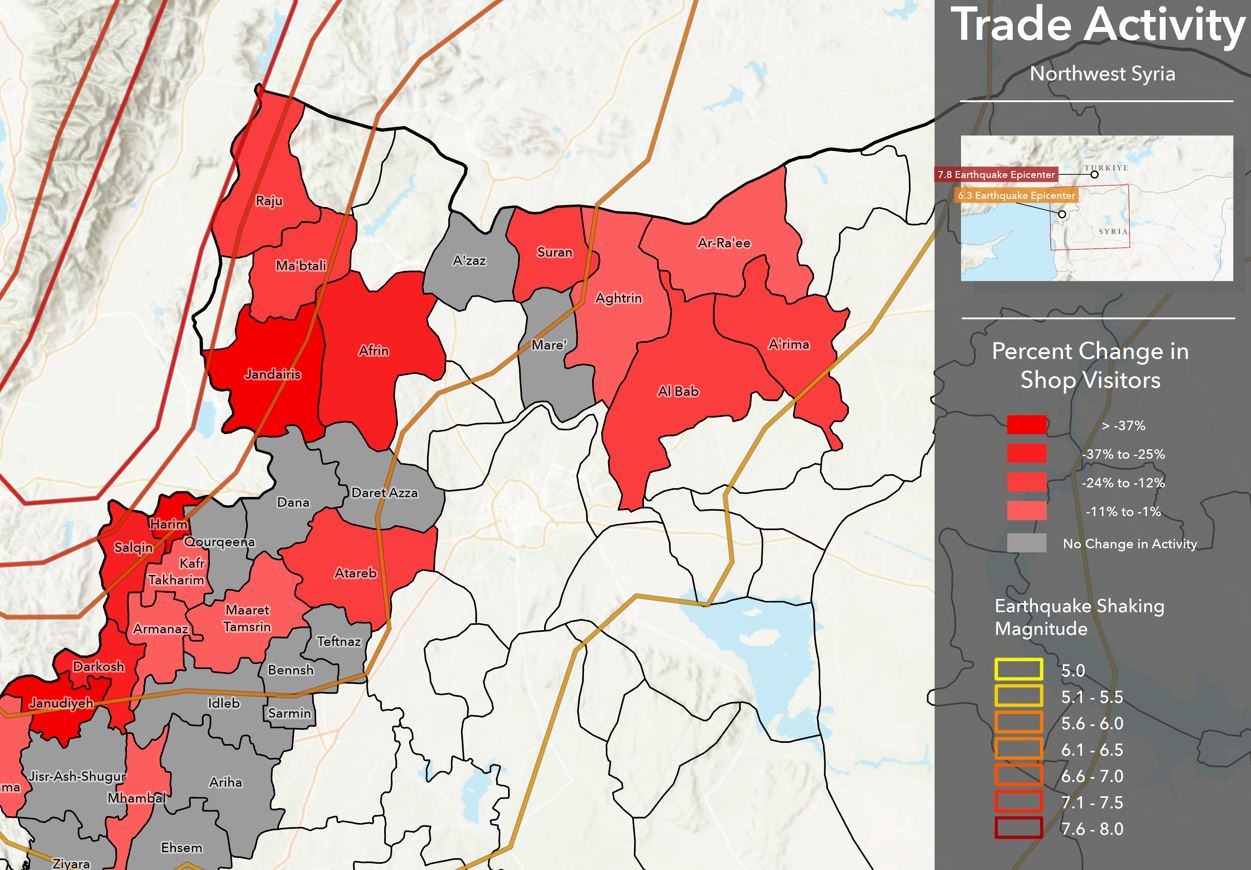 Trade Activity
Northwest Syria
TURKIYE
7.8 Earthquake Epicenter
6.3 Earthquake Epicenter
SYRIA
Percent Change in
Shop Visitors
> -37%
-37% to -25%
-24% to -12%
-11% to -1%
No Change in Activity
Earthquake Shaking
Magnitude
5.0
5.1 - 5.5
5.6 - 6.0
6.1 - 6.5
6.6 - 7.0
7.1 - 7.5
7.6 - 8.0
Raju
Ma'btali
A'zaz
Suran
Ar-Ra'ee
Aghtrin
Mare'
A'rima
Afrin
Jandairis
Al Bab
Dana
Daret Azza
Harim
Salqin
Qourqeena
Kafr
Takharim
Atareb
Maaret
Tamsrin
Armanaz
Teftnaz
Darkosh
Bennsh
Janudiyeh
Idleb
Sarmin
Jisr-Ash-Shugur
ma
Mhambal
Ariha
Ehsem
Ziyara